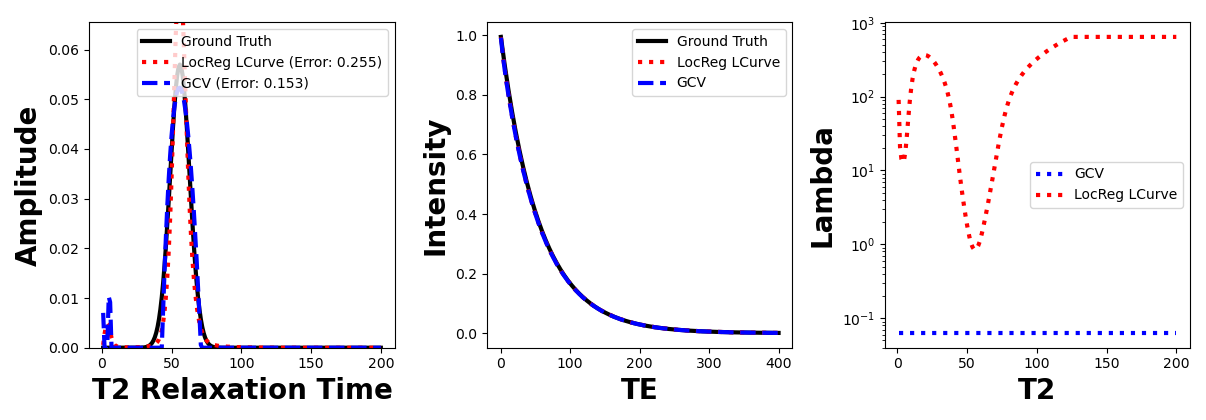 0.06
0.05
0.04
0.03
0.02
0.01
0.00
0
50
100
150
200
Amplitude
T2 Relaxation Time
Ground Truth
LocReg LCurve (Error: 0.255)
GCV (Error: 0.153)
1.0
0.8
0.6
0.4
0.2
0.0
0
100
200
300
400
Intensity
TE
Ground Truth
LocReg LCurve
GCV
10³
10²
10¹
10⁰
10⁻¹
0
50
100
150
200
Lambda
T2
GCV
LocReg LCurve